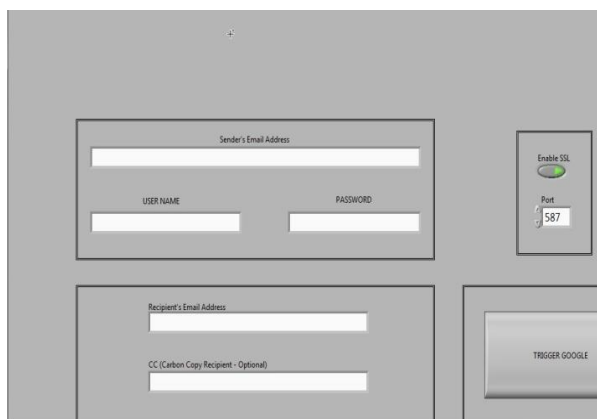 Sender's Email Address
USER NAME
PASSWORD
Enable SSL
Port
587
Recipient's Email Address
CC (Carbon Copy Recipient - Optional)
TRIGGER GOOGLE